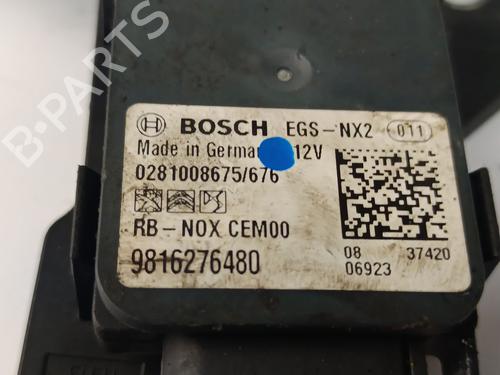 BOSCH EGS-NX2 011
Made in German 12V
0281008675/676
RB-NOX CEM00
9816276480
08 37420
06923
B-PARTS